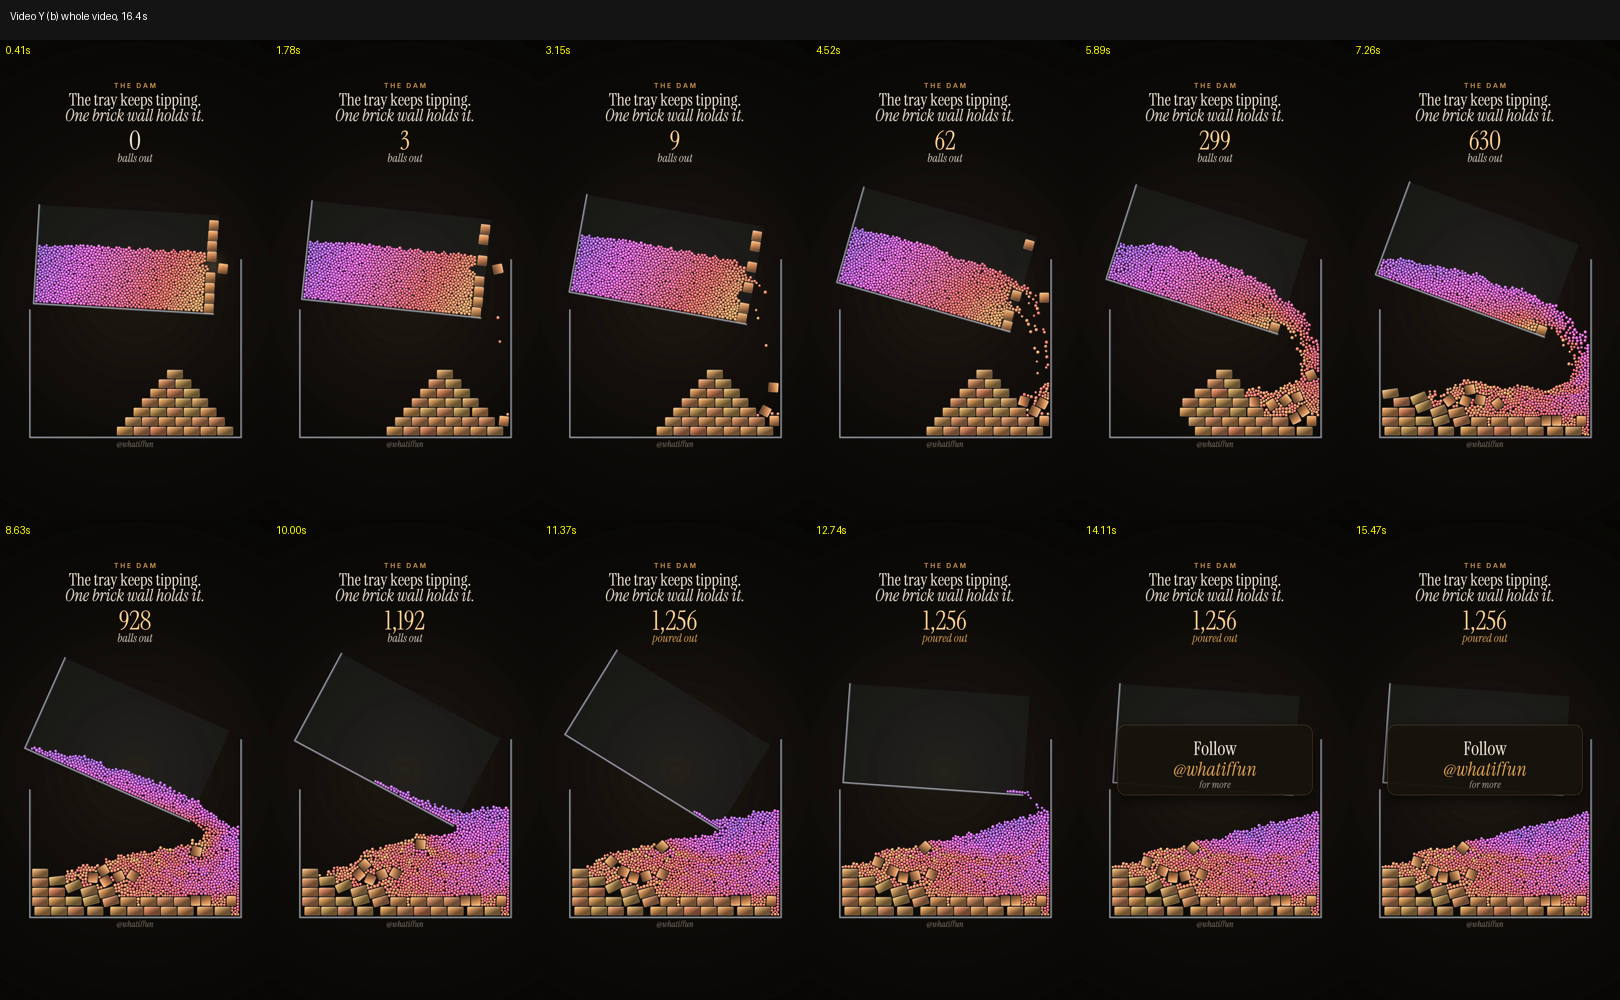 Video Y (b) whole video, 16.4s
0.41s
THE DAM
The tray keeps tipping.
One brick wall holds it.
0
balls out
@whatiffun
1.78s
THE DAM
The tray keeps tipping.
One brick wall holds it.
3
balls out
@whatiffun
3.15s
THE DAM
The tray keeps tipping.
One brick wall holds it.
9
balls out
@whatiffun
4.52s
THE DAM
The tray keeps tipping.
One brick wall holds it.
62
balls out
@whatiffun
5.89s
THE DAM
The tray keeps tipping.
One brick wall holds it.
299
balls out
@whatiffun
7.26s
THE DAM
The tray keeps tipping.
One brick wall holds it.
630
balls out
@whatiffun
8.63s
THE DAM
The tray keeps tipping.
One brick wall holds it.
928
balls out
@whatiffun
10.00s
THE DAM
The tray keeps tipping.
One brick wall holds it.
1,192
balls out
@whatiffun
11.37s
THE DAM
The tray keeps tipping.
One brick wall holds it.
1,256
poured out
@whatiffun
12.74s
THE DAM
The tray keeps tipping.
One brick wall holds it.
1,256
poured out
@whatiffun
14.11s
THE DAM
The tray keeps tipping.
One brick wall holds it.
1,256
poured out
Follow
@whatiffun
for more
@whatiffun
15.47s
THE DAM
The tray keeps tipping.
One brick wall holds it.
1,256
poured out
Follow
@whatiffun
for more
@whatiffun